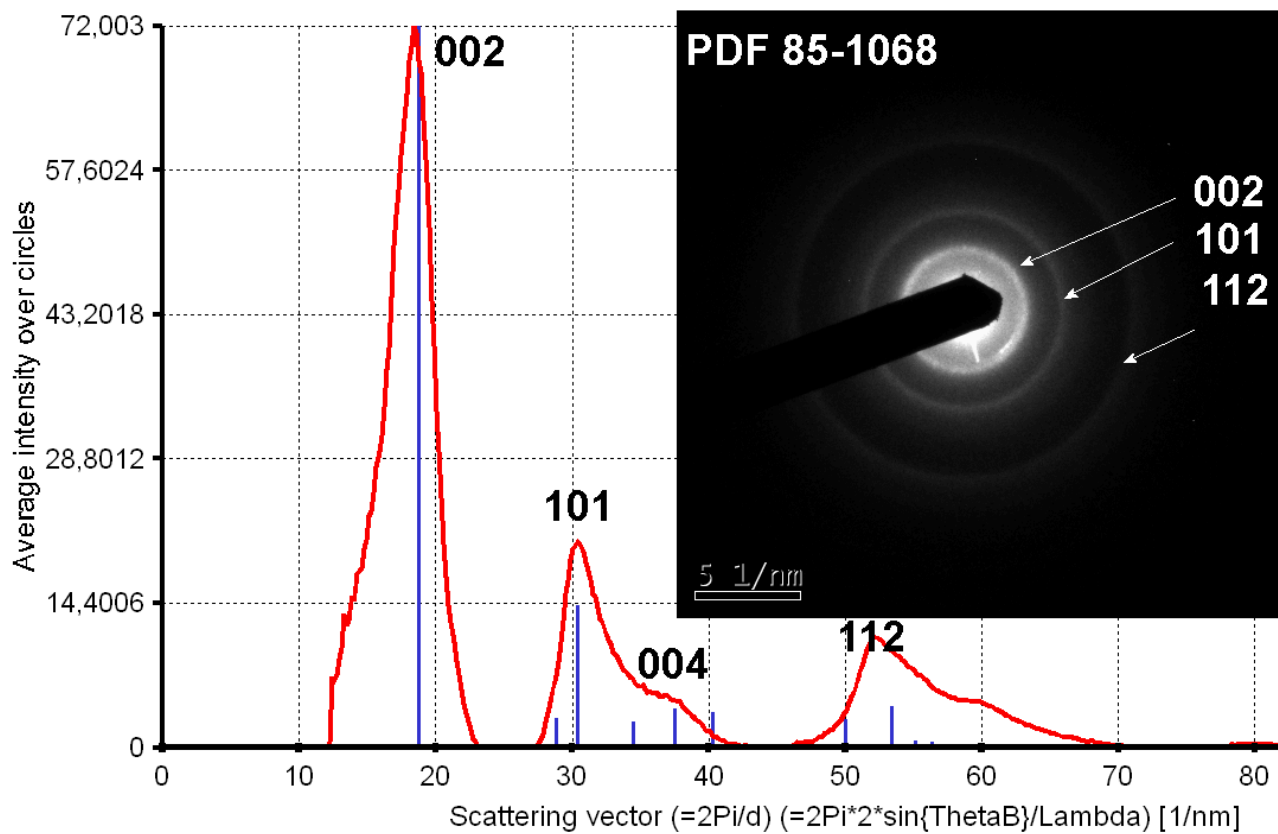 72,003
57,6024
43,2018
28,8012
14,4006
0
Average intensity over circles
002
101
004
112
PDF 85-1068
002
101
112
5 1/nm
0 10 20 30 40 50 60 70 80
Scattering vector (=2Pi/d) (=2Pi*2*sin{ThetaB}/Lambda) [1/nm]